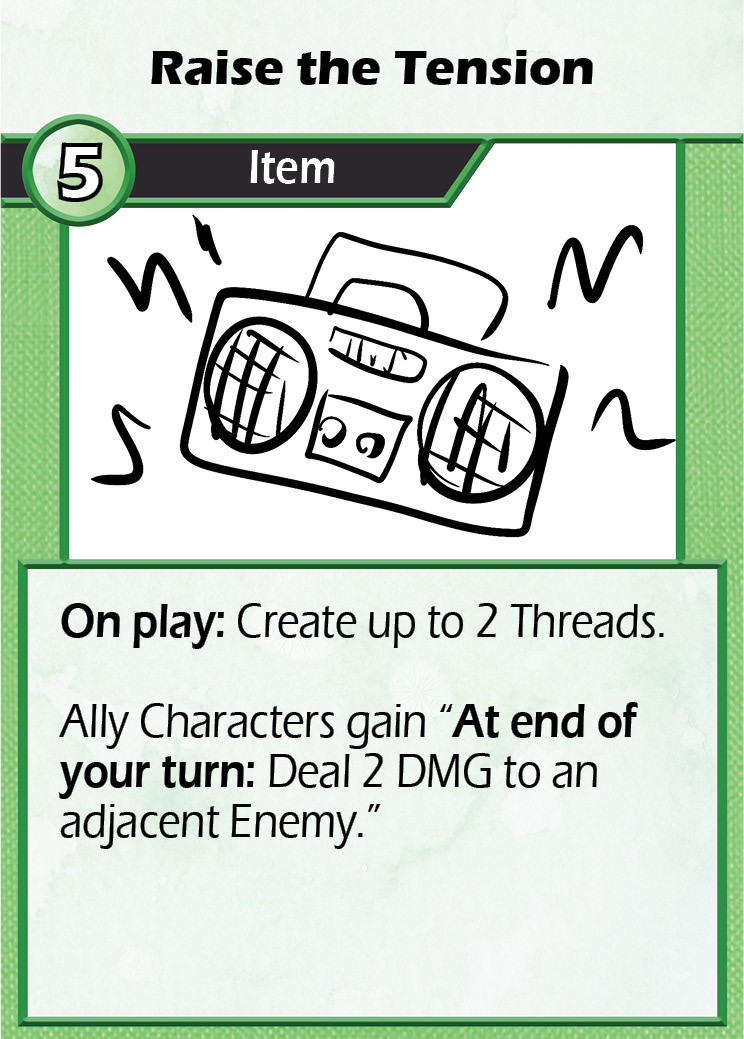 Raise the Tension
5
Item
On play: Create up to 2 Threads.
Ally Characters gain “At end of
your turn: Deal 2 DMG to an
adjacent Enemy.”